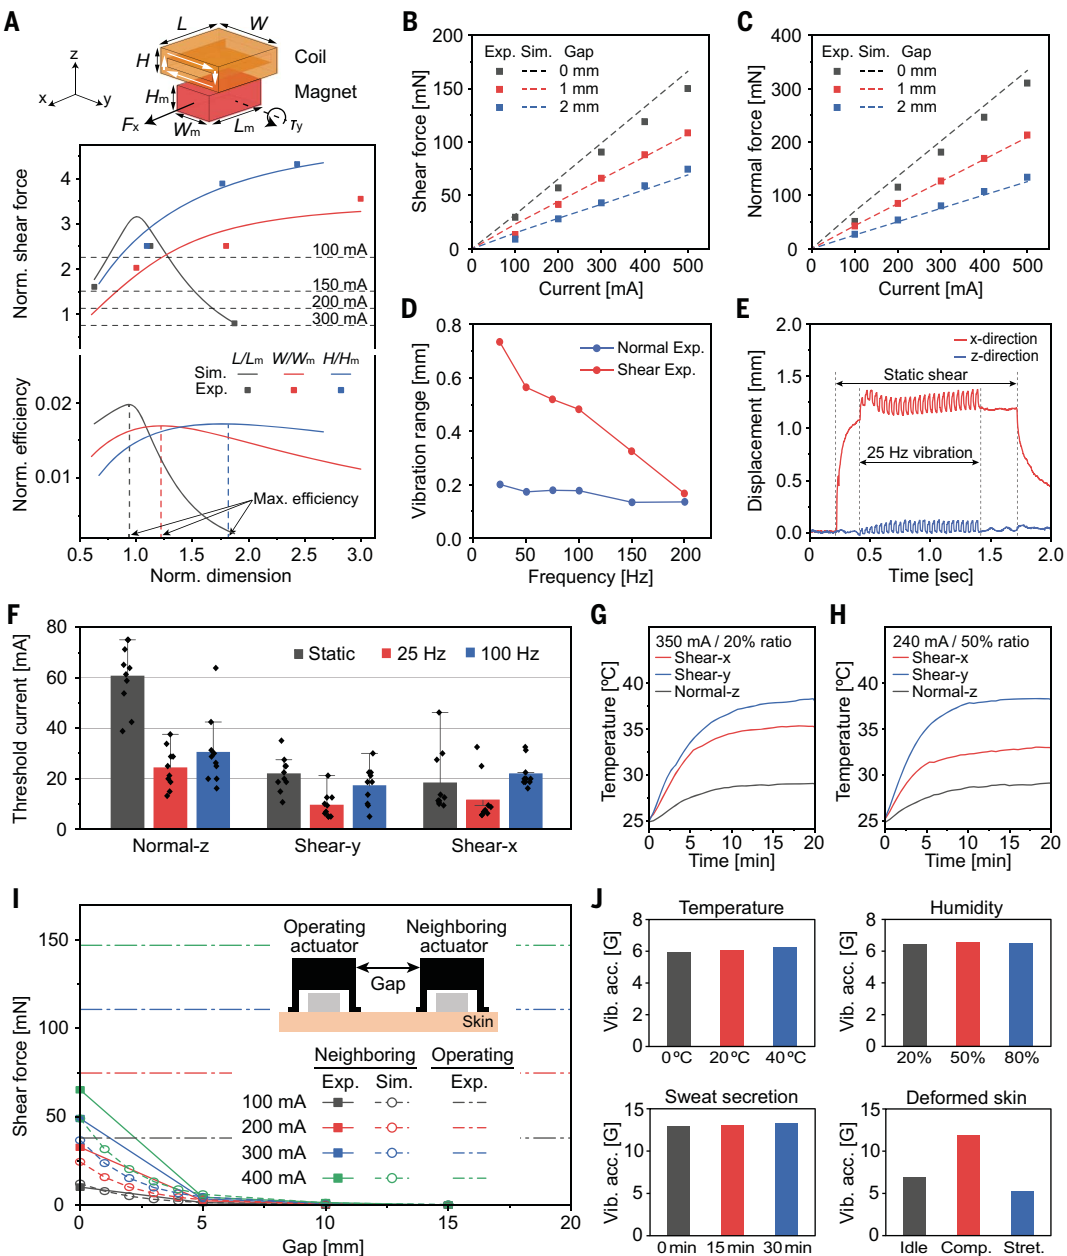 A
L
W
H
Coil
Magnet
z
x
y
Hm
Fx
Wm
Lm
τy
Norm. shear force
4
3
2
1
100 mA
150 mA
200 mA
300 mA
L/Lm W/Wm H/Hm
Sim.
Exp.
Norm. efficiency
0.02
0.01
Max. efficiency
0.5 1.0 1.5 2.0 2.5 3.0
Norm. dimension
B
Shear force [mN]
200
150
100
50
0
Exp. Sim. Gap
0 mm
1 mm
2 mm
0 100 200 300 400 500
Current [mA]
C
Normal force [mN]
400
300
200
100
0
Exp. Sim. Gap
0 mm
1 mm
2 mm
0 100 200 300 400 500
Current [mA]
D
Vibration range [mm]
0.8
0.6
0.4
0.2
0.0
Normal Exp.
Shear Exp.
0 50 100 150 200
Frequency [Hz]
E
Displacement [mm]
2.0
1.5
1.0
0.5
0.0
x-direction
z-direction
Static shear
25 Hz vibration
0 0.5 1.0 1.5 2.0
Time [sec]
F
Threshold current [mA]
80
60
40
20
0
Static 25 Hz 100 Hz
Normal-z Shear-y Shear-x
G
Temperature [ºC]
40
35
30
25
350 mA / 20% ratio
Shear-x
Shear-y
Normal-z
0 5 10 15 20
Time [min]
H
Temperature [ºC]
40
35
30
25
240 mA / 50% ratio
Shear-x
Shear-y
Normal-z
0 5 10 15 20
Time [min]
I
Shear force [mN]
150
100
50
0
Operating actuator
Neighboring actuator
Gap
Skin
Neighboring Operating
Exp. Sim. Exp.
100 mA
200 mA
300 mA
400 mA
0 5 10 15 20
Gap [mm]
J
Temperature
Vib. acc. [G]
8
6
4
2
0
0ºC 20ºC 40ºC
Humidity
Vib. acc. [G]
8
6
4
2
0
20% 50% 80%
Sweat secretion
Vib. acc. [G]
15
10
5
0
0 min 15 min 30 min
Deformed skin
Vib. acc. [G]
15
10
5
0
Idle Comp. Stret.